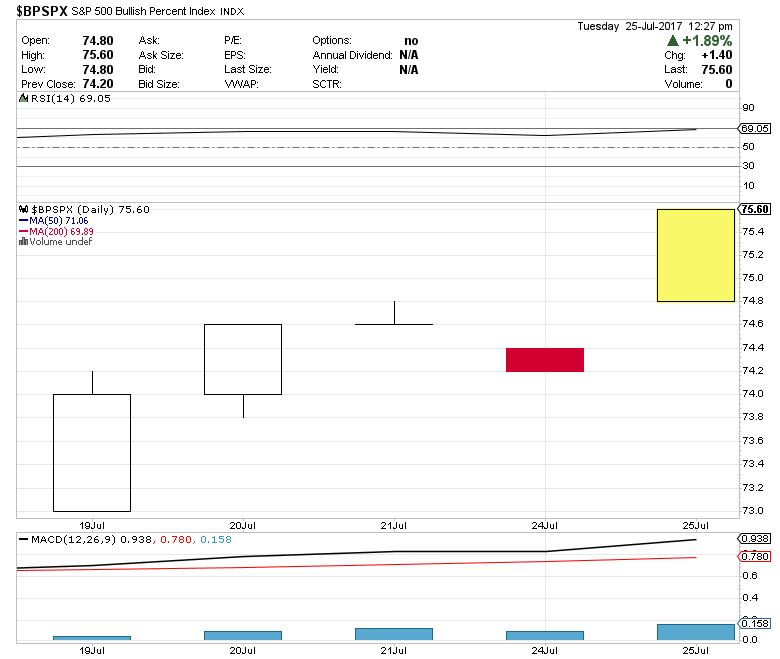 $BPSPX S&P 500 Bullish Percent Index INDX
Tuesday 25-Jul-2017 12:27 pm
Open: 74.80 Ask: P/E: Options: no ▲ +1.89%
High: 75.60 Ask Size: EPS: Annual Dividend: N/A Chg: +1.40
Low: 74.80 Bid: Last Size: Yield: N/A Last: 75.60
Prev Close: 74.20 Bid Size: VWAP: SCTR: Volume: 0
RSI(14) 69.05
90
69.05
50
30
10
$BPSPX (Daily) 75.60
75.60
MA(50) 71.06
MA(200) 69.89
Volume undef
75.4
75.2
75.0
74.8
74.6
74.4
74.2
74.0
73.8
73.6
73.4
73.2
73.0
19Jul 20Jul 21Jul 24Jul 25Jul
MACD(12,26,9) 0.938, 0.780, 0.158
0.938
0.780
0.6
0.4
0.158
0.0
19Jul 20Jul 21Jul 24Jul 25Jul